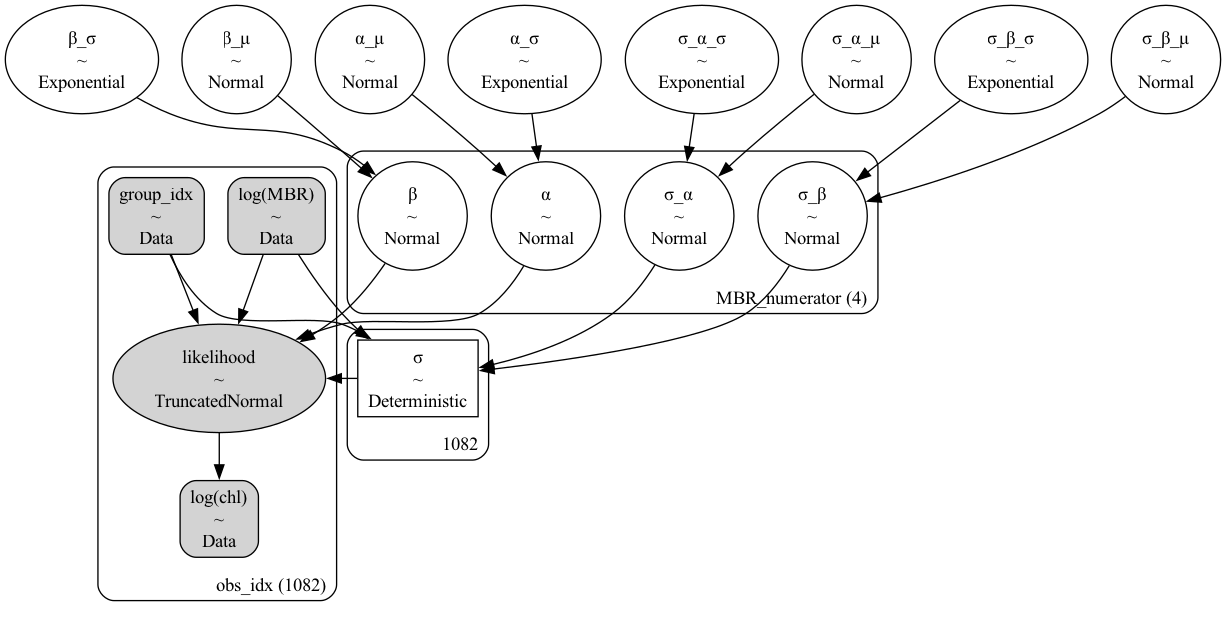 β_σ
~
Exponential
β_μ
~
Normal
α_μ
~
Normal
α_σ
~
Exponential
σ_α_σ
~
Exponential
σ_α_μ
~
Normal
σ_β_σ
~
Exponential
σ_β_μ
~
Normal
group_idx
~
Data
log(MBR)
~
Data
β
~
Normal
α
~
Normal
σ_α
~
Normal
σ_β
~
Normal
MBR_numerator (4)
likelihood
~
TruncatedNormal
σ
~
Deterministic
1082
log(chl)
~
Data
obs_idx (1082)